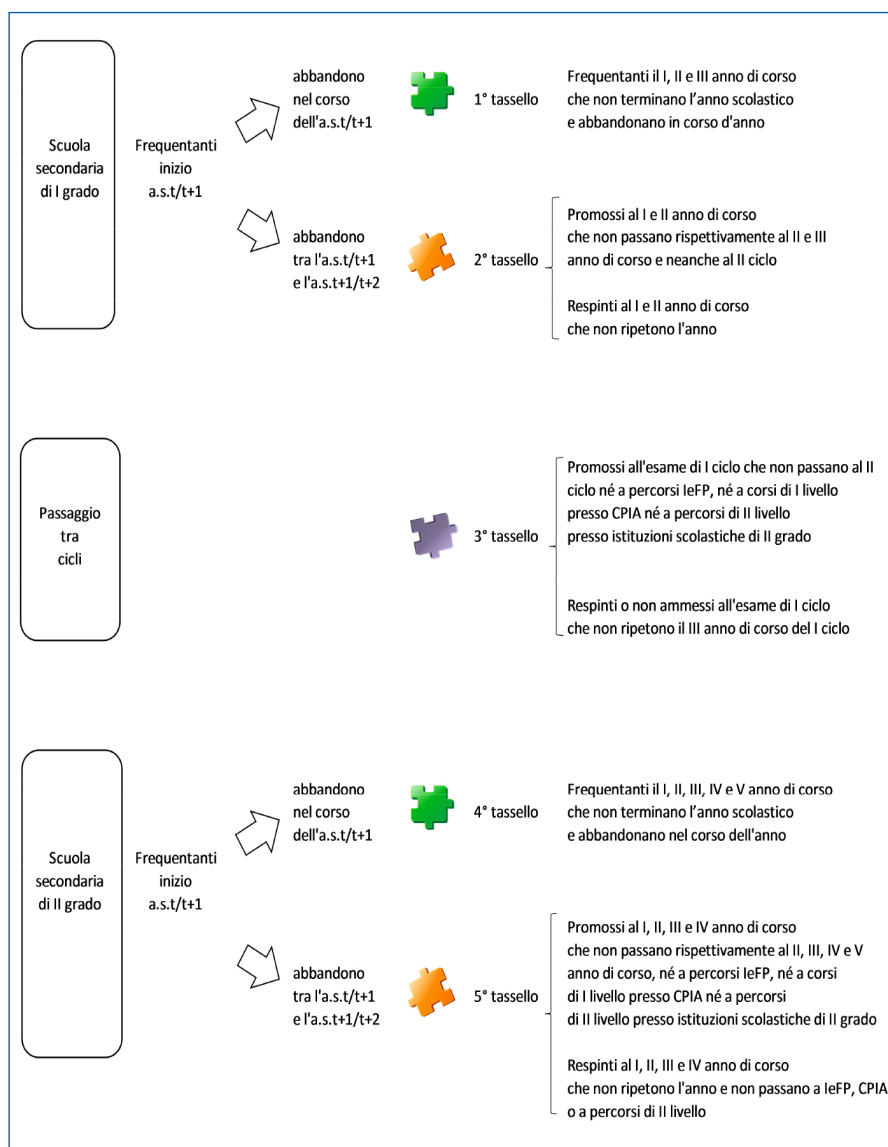 Scuola
secondaria
di I grado
Frequentanti
inizio
a.s.t/t+1
abbandono
nel corso
dell'a.s.t/t+1
1° tassello
Frequentanti il I, II e III anno di corso
che non terminano l’anno scolastico
e abbandonano in corso d'anno
abbandono
tra l'a.s.t/t+1
e l'a.s.t+1/t+2
2° tassello
Promossi al I e II anno di corso
che non passano rispettivamente al II e III
anno di corso e neanche al II ciclo
Respinti al I e II anno di corso
che non ripetono l'anno
Passaggio
tra
cicli
3° tassello
Promossi all'esame di I ciclo che non passano al II
ciclo né a percorsi IeFP, né a corsi di I livello
presso CPIA né a percorsi di II livello
presso istituzioni scolastiche di II grado
Respinti o non ammessi all'esame di I ciclo
che non ripetono il III anno di corso del I ciclo
Scuola
secondaria
di II grado
Frequentanti
inizio
a.s.t/t+1
abbandono
nel corso
dell'a.s.t/t+1
4° tassello
Frequentanti il I, II, III, IV e V anno di corso
che non terminano l’anno scolastico
e abbandonano nel corso dell'anno
abbandono
tra l'a.s.t/t+1
e l'a.s.t+1/t+2
5° tassello
Promossi al I, II, III e IV anno di corso
che non passano rispettivamente al II, III, IV e V
anno di corso, né a percorsi IeFP, né a corsi
di I livello presso CPIA né a percorsi
di II livello presso istituzioni scolastiche di II grado
Respinti al I, II, III e IV anno di corso
che non ripetono l'anno e non passano a IeFP, CPIA
o a percorsi di II livello